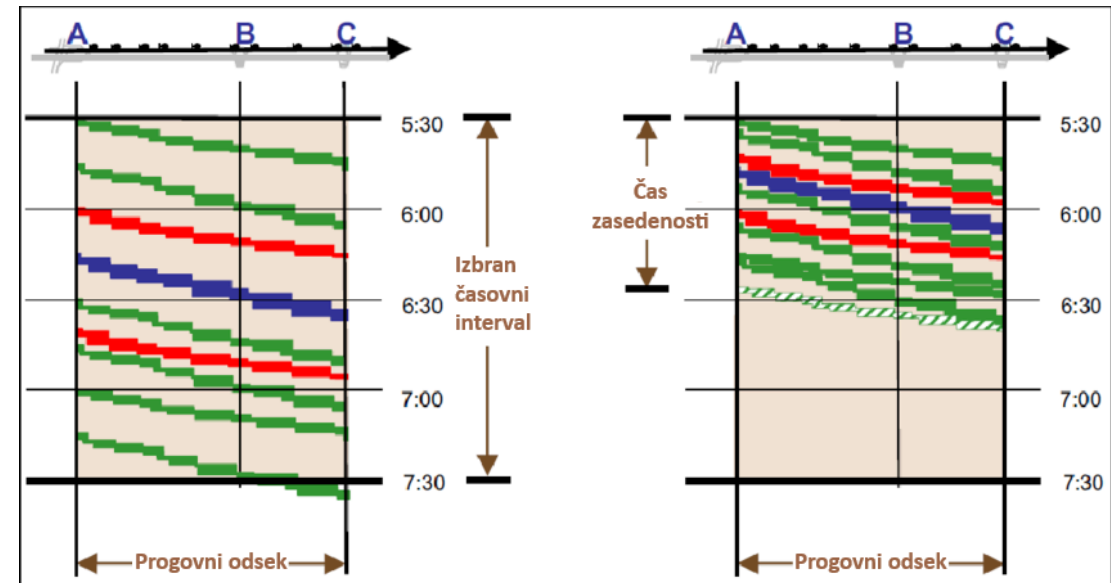 A B C
5:30
6:00
6:30
7:00
7:30
Izbran
časovni
interval
Progovni odsek
A B C
5:30
6:00
6:30
7:00
7:30
Čas
zasedenosti
Progovni odsek